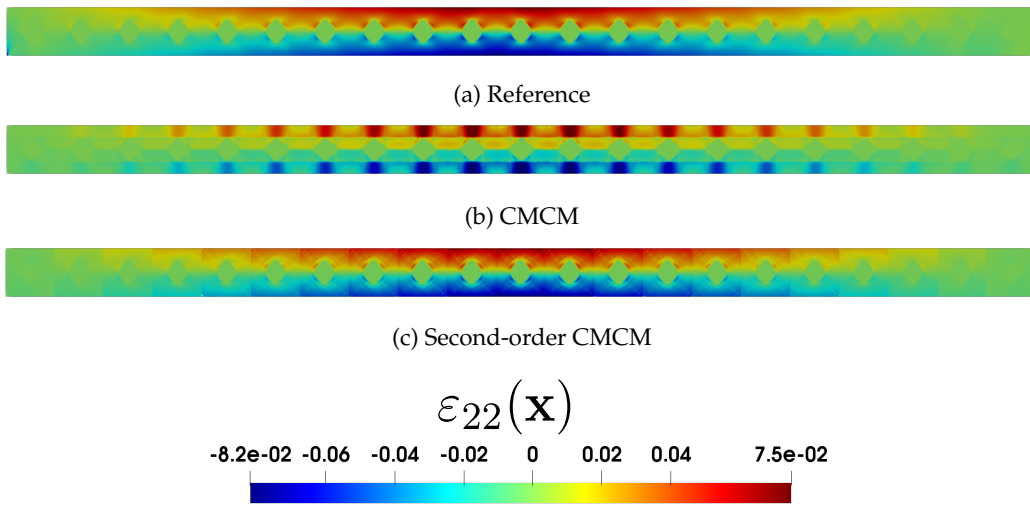 (a) Reference
(b) CMCM
(c) Second-order CMCM
ε₂₂(𝐱)
-8.2e-02 -0.06 -0.04 -0.02 0 0.02 0.04 7.5e-02